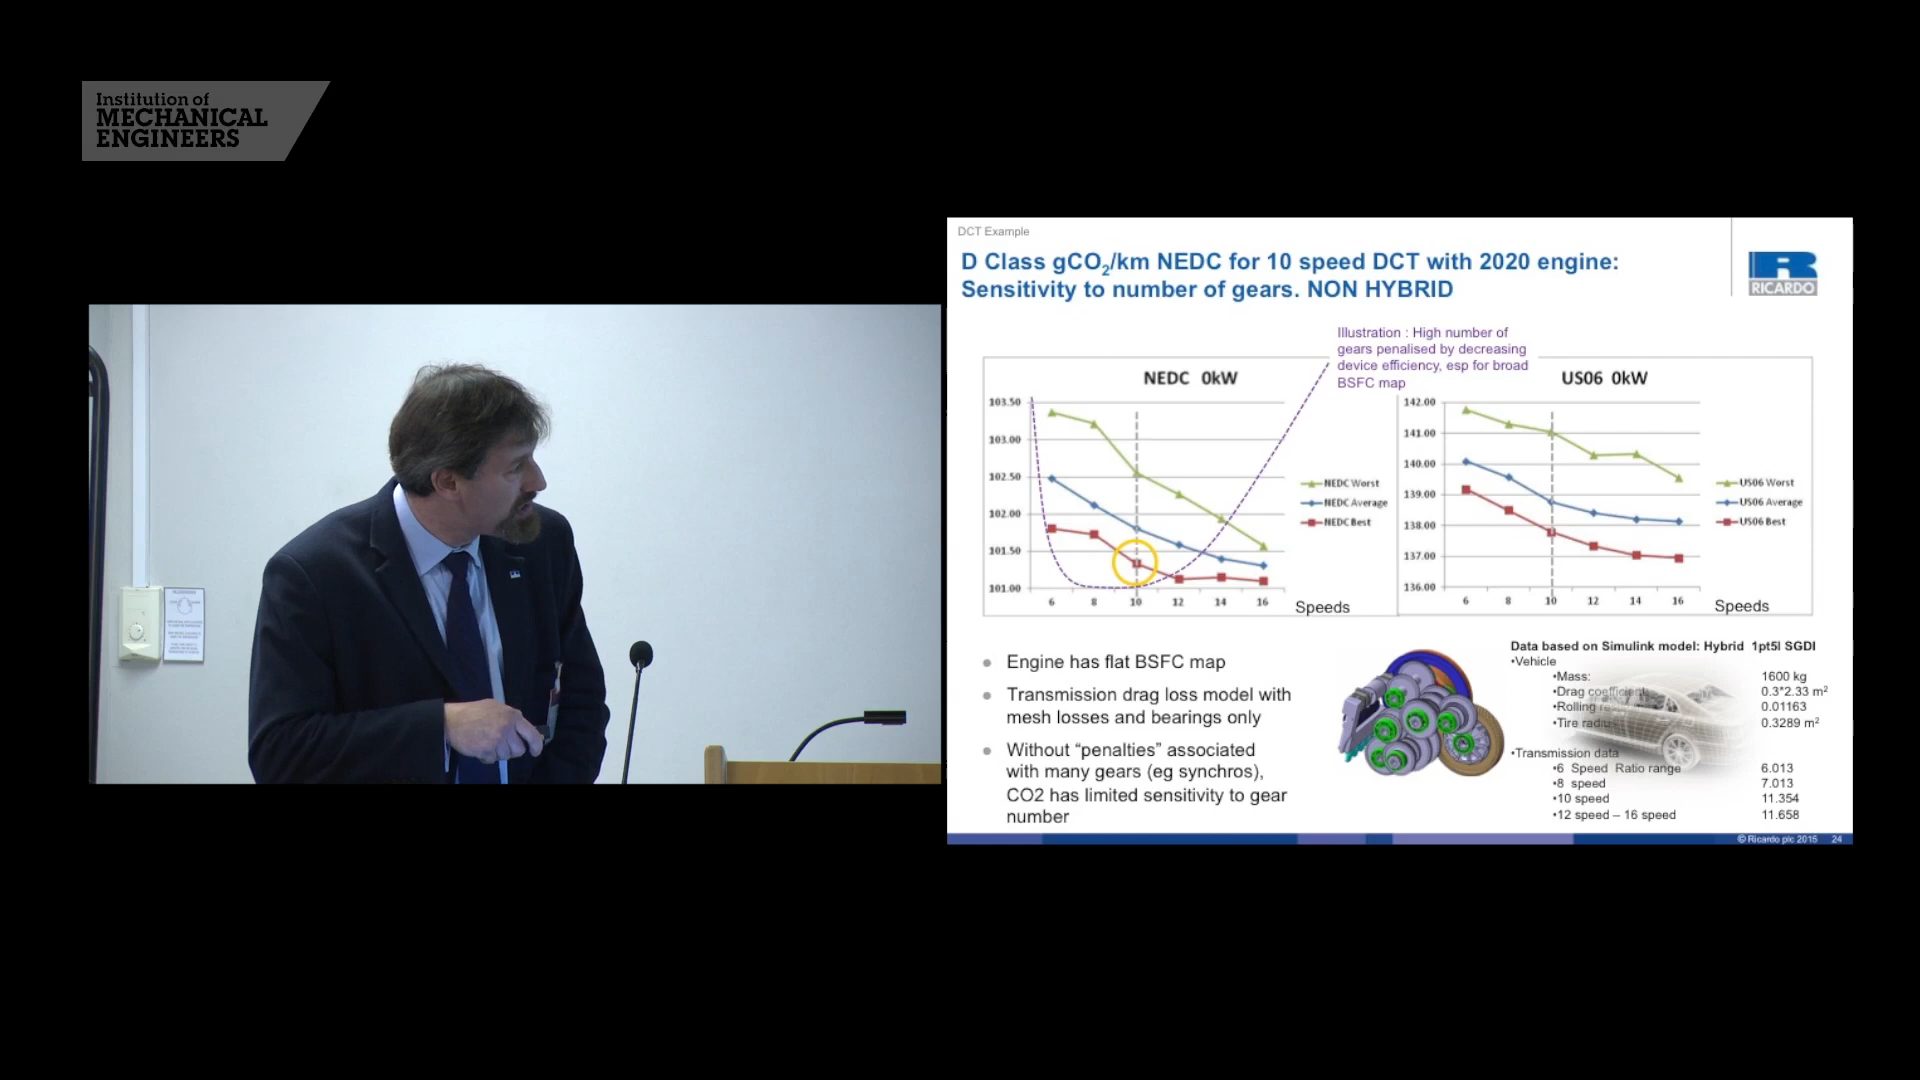 Institution of
MECHANICAL
ENGINEERS
DCT Example
D Class gCO2/km NEDC for 10 speed DCT with 2020 engine:
Sensitivity to number of gears. NON HYBRID
RICARDO
Illustration : High number of
gears penalised by decreasing
device efficiency, esp for broad
BSFC map
NEDC 0kW
103.50
103.00
102.50
102.00
101.50
101.00
6 8 10 12 14 16
Speeds
NEDC Worst
NEDC Average
NEDC Best
US06 0kW
142.00
141.00
140.00
139.00
138.00
137.00
136.00
6 8 10 12 14 16
Speeds
US06 Worst
US06 Average
US06 Best
• Engine has flat BSFC map
• Transmission drag loss model with
mesh losses and bearings only
• Without “penalties” associated
with many gears (eg synchros),
CO2 has limited sensitivity to gear
number
Data based on Simulink model: Hybrid 1pt5l SGDI
•Vehicle
•Mass: 1600 kg
•Drag coefficient 0.3*2.33 m²
•Rolling 0.01163
•Tire radius 0.3289 m²
•Transmission data
•6 Speed Ratio range 6.013
•8 speed 7.013
•10 speed 11.354
•12 speed – 16 speed 11.658
© Ricardo plc 2015 24